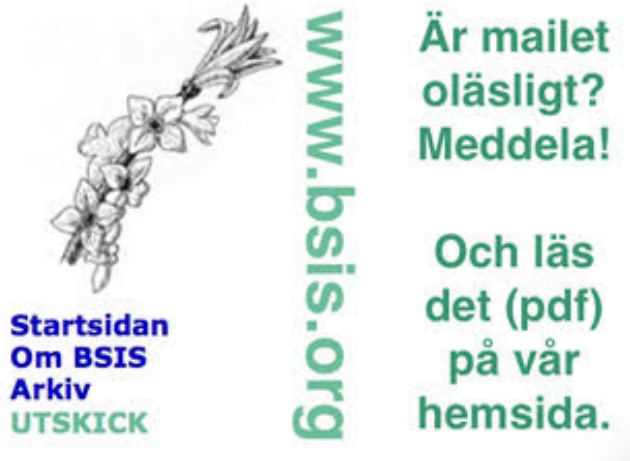 Startsidan
Om BSIS
Arkiv
UTSKICK
www.bsis.org
Är mailet
oläsligt?
Meddela!
Och läs
det (pdf)
på vår
hemsida.